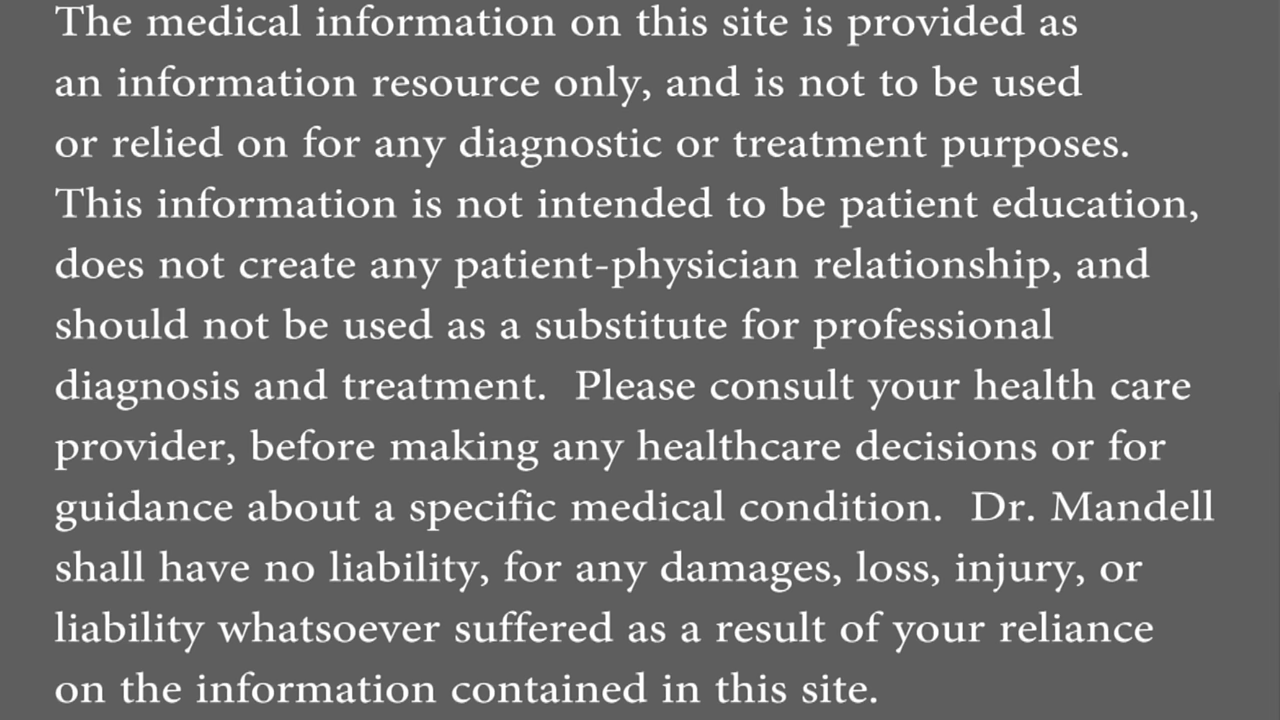 The medical information on this site is provided as
an information resource only, and is not to be used
or relied on for any diagnostic or treatment purposes.
This information is not intended to be patient education,
does not create any patient-physician relationship, and
should not be used as a substitute for professional
diagnosis and treatment.  Please consult your health care
provider, before making any healthcare decisions or for
guidance about a specific medical condition.  Dr. Mandell
shall have no liability, for any damages, loss, injury, or
liability whatsoever suffered as a result of your reliance
on the information contained in this site.